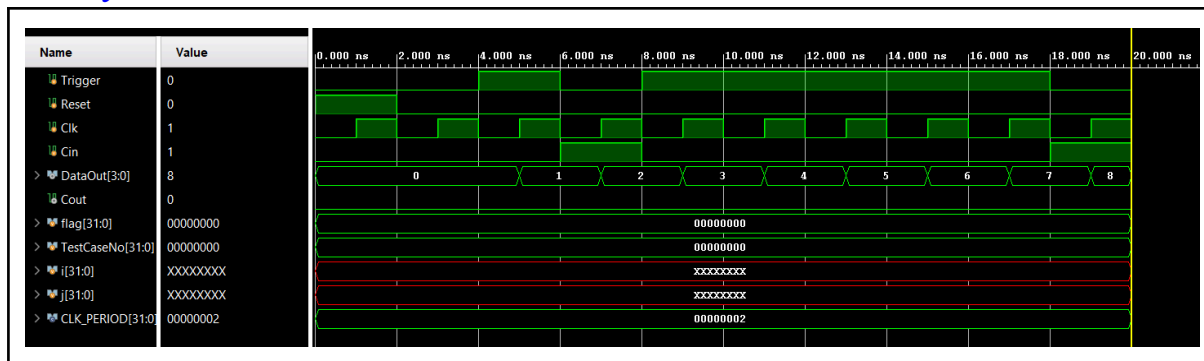 Name Value 0.000 ns 2.000 ns 4.000 ns 6.000 ns 8.000 ns 10.000 ns 12.000 ns 14.000 ns 16.000 ns 18.000 ns 20.000 ns
Trigger 0
Reset 0
Clk 1
Cin 1
DataOut[3:0] 8 0 1 2 3 4 5 6 7 8
Cout 0
flag[31:0] 00000000 00000000
TestCaseNo[31:0] 00000000 00000000
i[31:0] XXXXXXXX XXXXXXXX
j[31:0] XXXXXXXX XXXXXXXX
CLK_PERIOD[31:0] 00000002 00000002